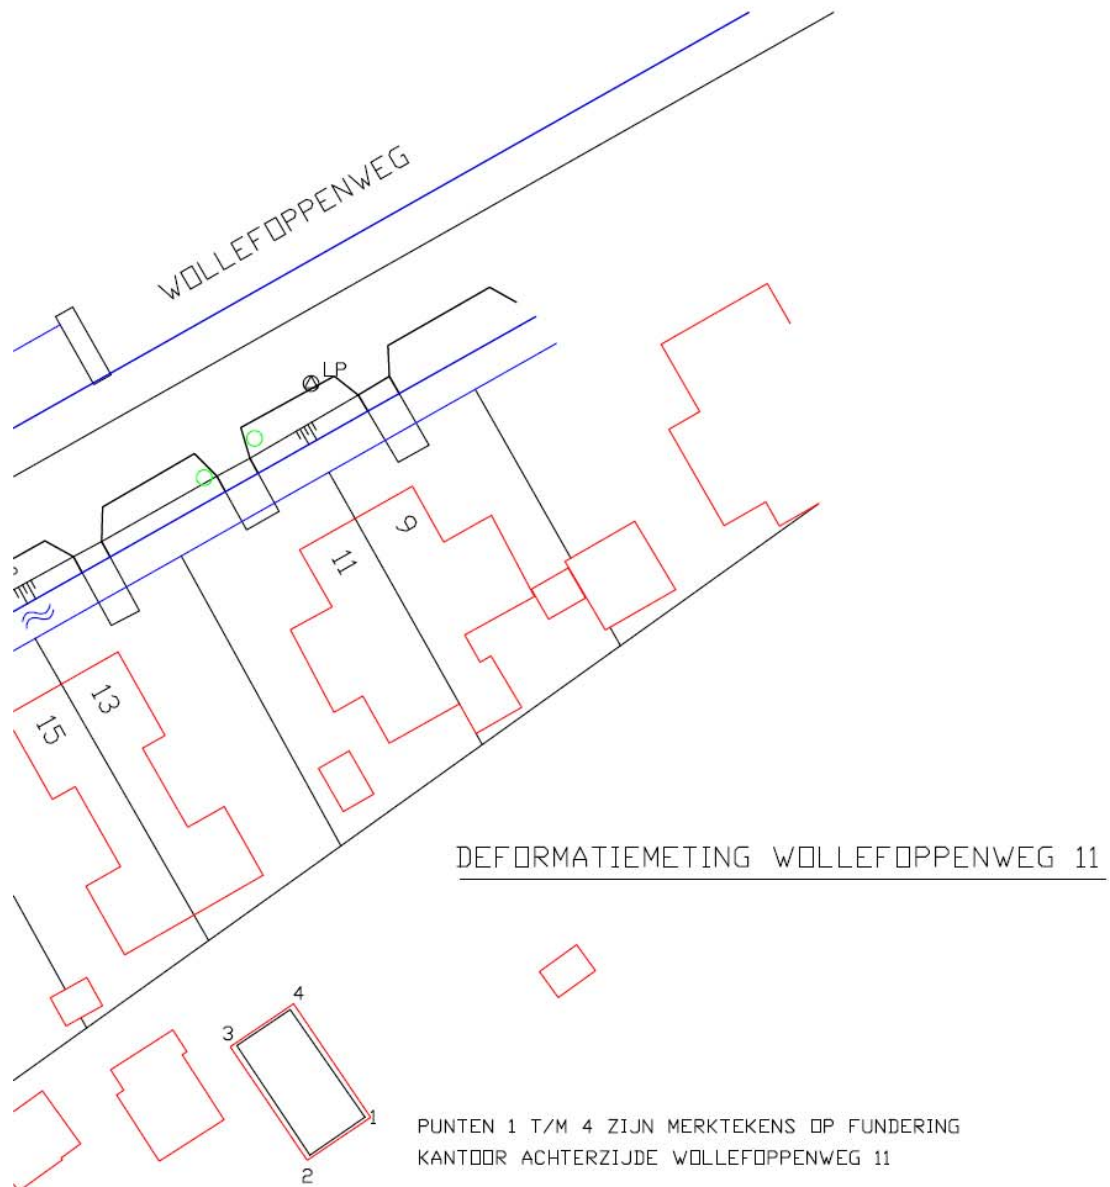 WOLLEFOPPENWEG
LP
9
11
13
15
DEFORMATIEMETING WOLLEFOPPENWEG 11
4
3
1
2
PUNTEN 1 T/M 4 ZIJN MERKTEKENS OP FUNDERING
KANTOOR ACHTERZIJDE WOLLEFOPPENWEG 11